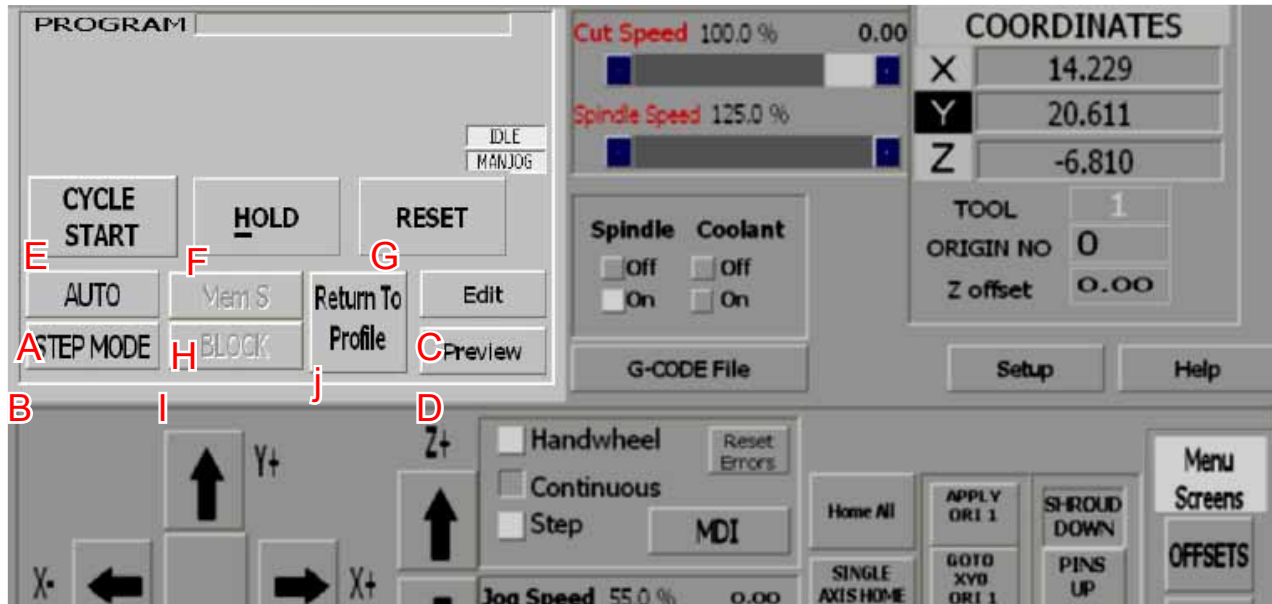 PROGRAM
IDLE
MANJOG
CYCLE
START
HOLD
RESET
E
F
G
AUTO
Mem S
Return To
Profile
Edit
STEP MODE
BLOCK
Preview
A
H
C
B
I
j
D
Cut Speed 100.0 % 0.00
Spindle Speed 125.0 %
Spindle Coolant
Off Off
On On
G-CODE File
COORDINATES
X 14.229
Y 20.611
Z -6.810
TOOL 1
ORIGIN NO 0
Z offset 0.00
Setup
Help
Y+
X-
X+
Z+
Handwheel
Continuous
Step
Reset
Errors
MDI
Jog Speed 55.0 % 0.00
Home All
SINGLE
AXIS HOME
APPLY
ORI 1
GOTO
XY0
ORI 1
SHROUD
DOWN
PINS
UP
Menu
Screens
OFFSETS